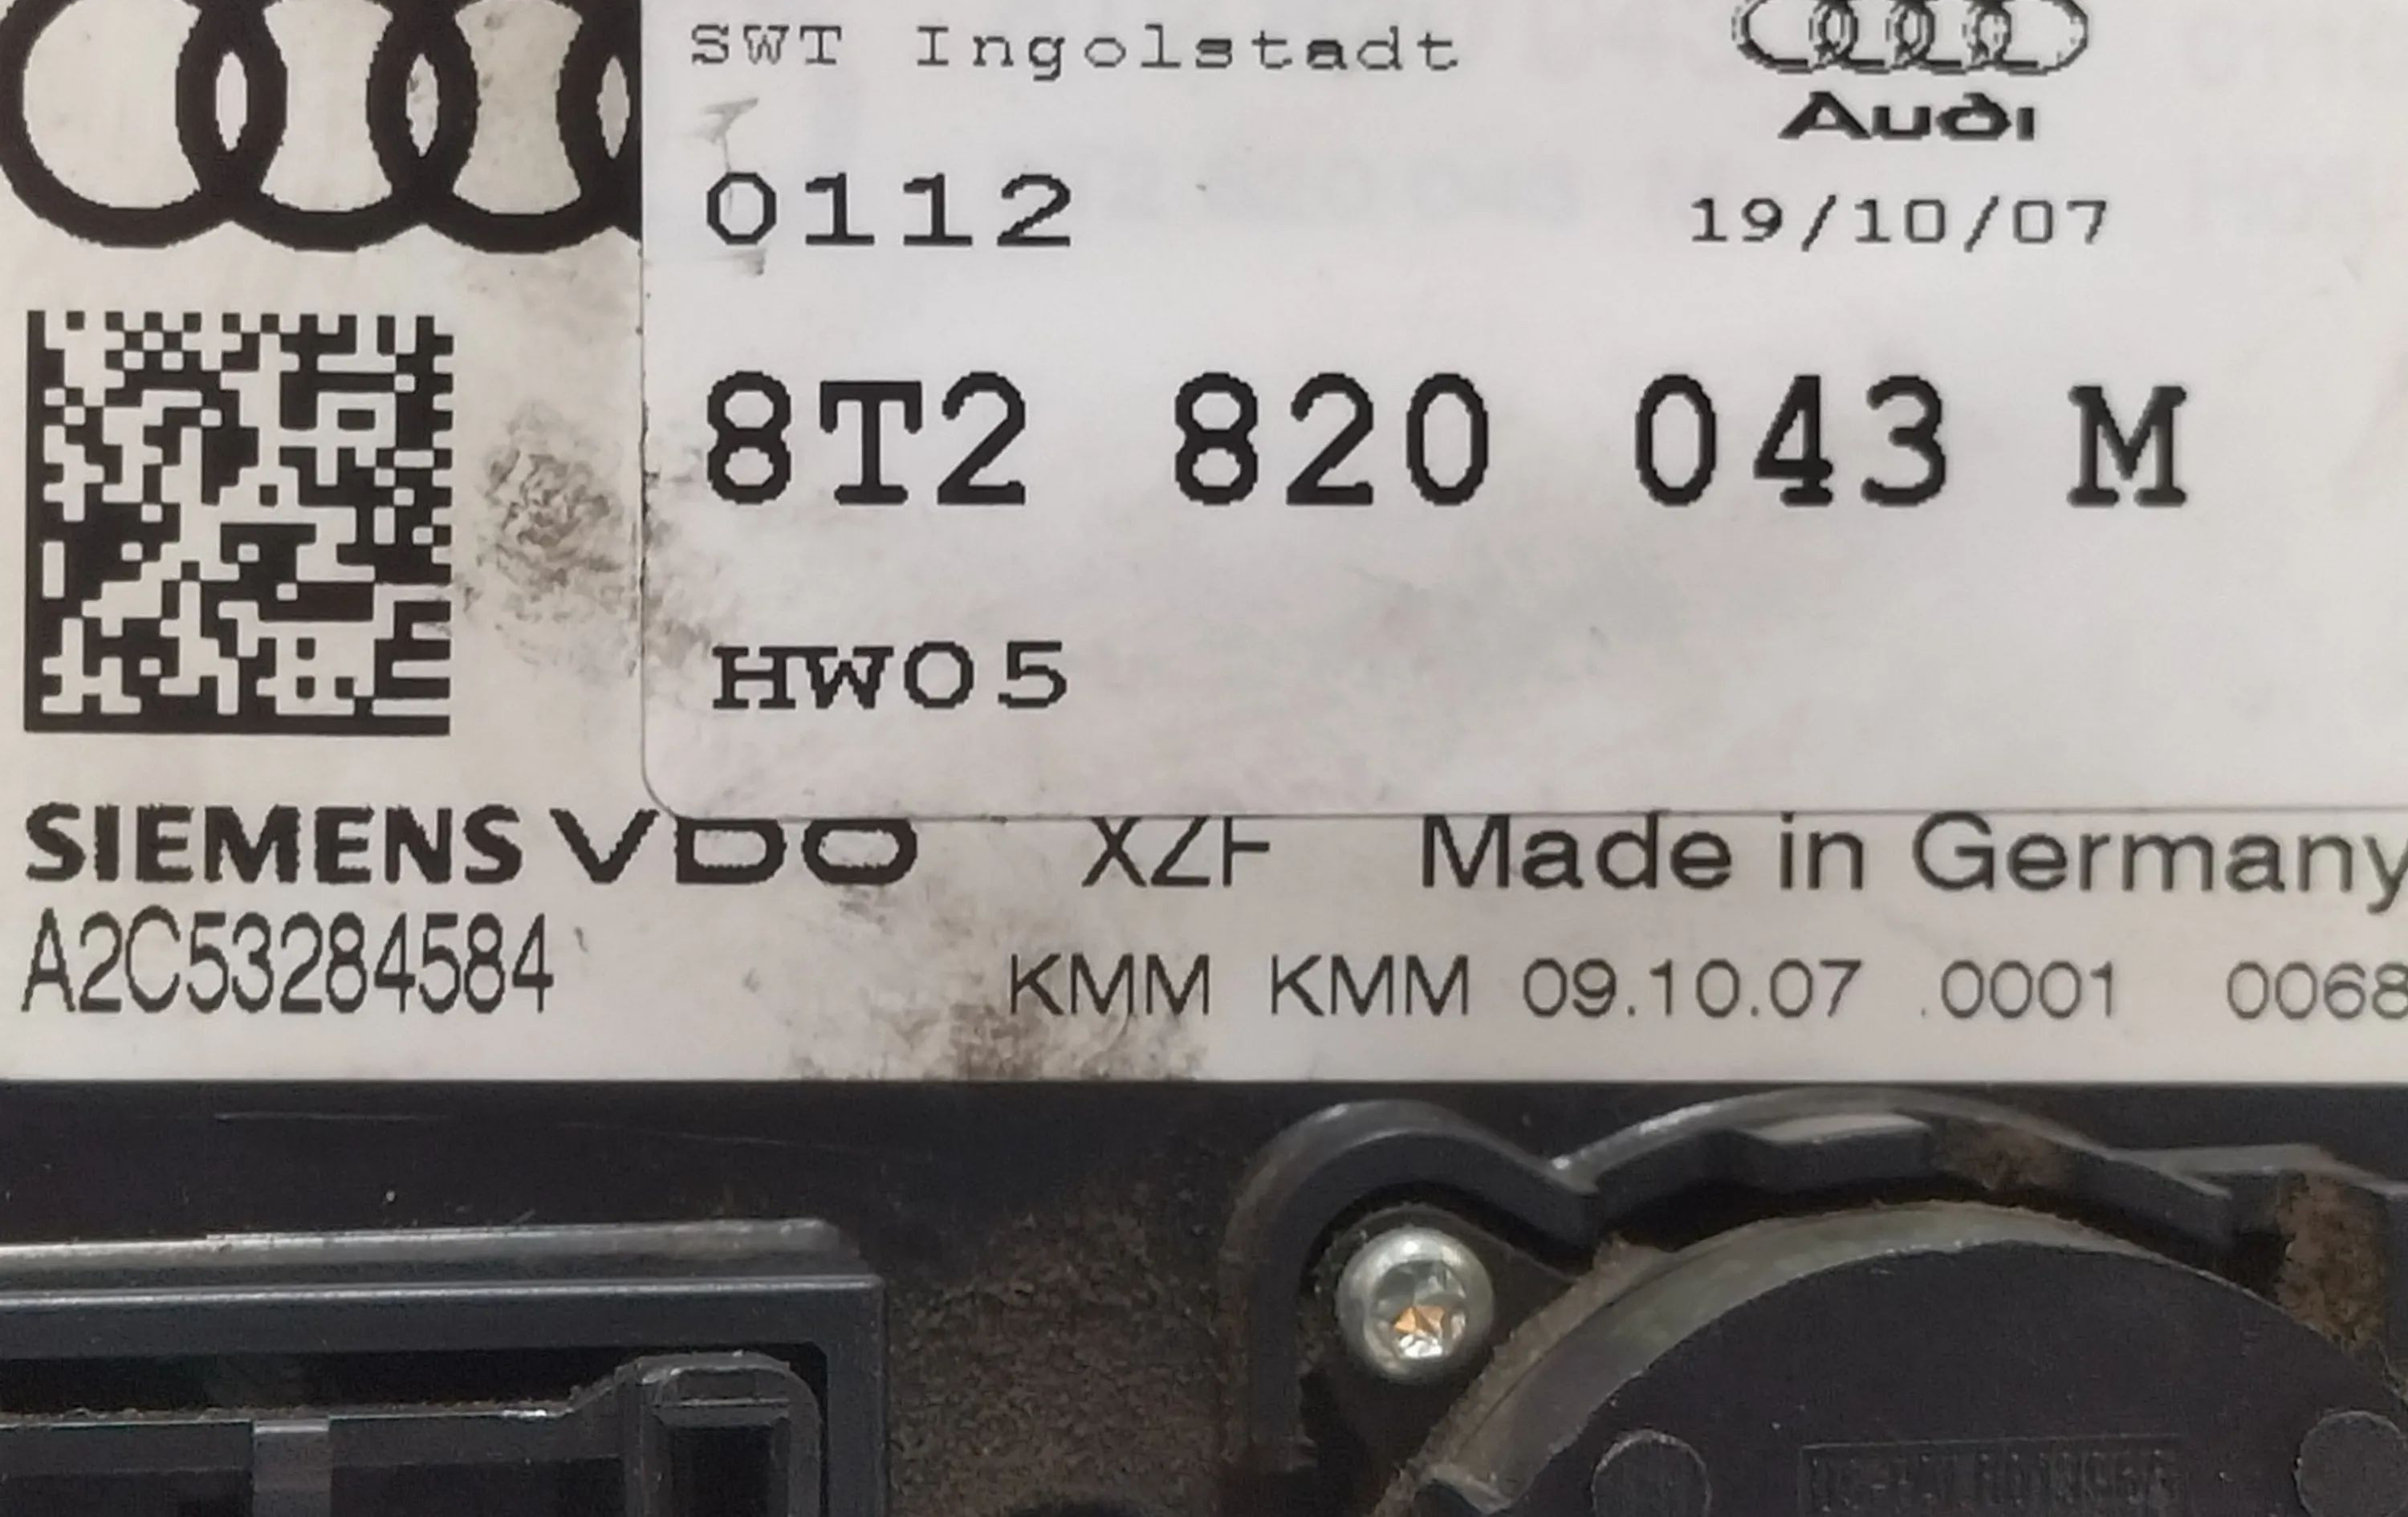 SWT Ingolstadt
Audi
0112
19/10/07
8T2 820 043 M
HW05
SIEMENS VDO XZF Made in Germany
A2C53284584
KMM KMM 09.10.07 .0001 0068